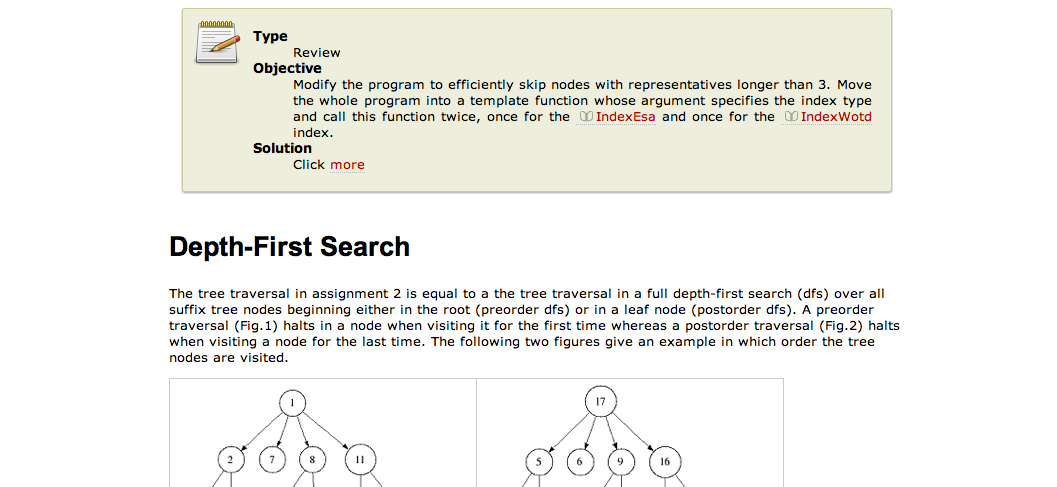 Type
Review
Objective
Modify the program to efficiently skip nodes with representatives longer than 3. Move
the whole program into a template function whose argument specifies the index type
and call this function twice, once for the IndexEsa and once for the IndexWotd
index.
Solution
Click more
Depth-First Search
The tree traversal in assignment 2 is equal to a the tree traversal in a full depth-first search (dfs) over all
suffix tree nodes beginning either in the root (preorder dfs) or in a leaf node (postorder dfs). A preorder
traversal (Fig.1) halts in a node when visiting it for the first time whereas a postorder traversal (Fig.2) halts
when visiting a node for the last time. The following two figures give an example in which order the tree
nodes are visited.
1
2 7 8 11
17
5 6 9 16